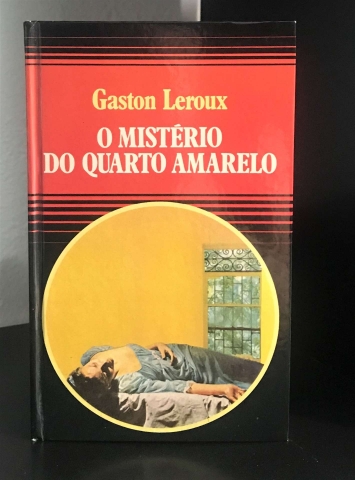 Gaston Leroux
O MISTÉRIO
DO QUARTO AMARELO